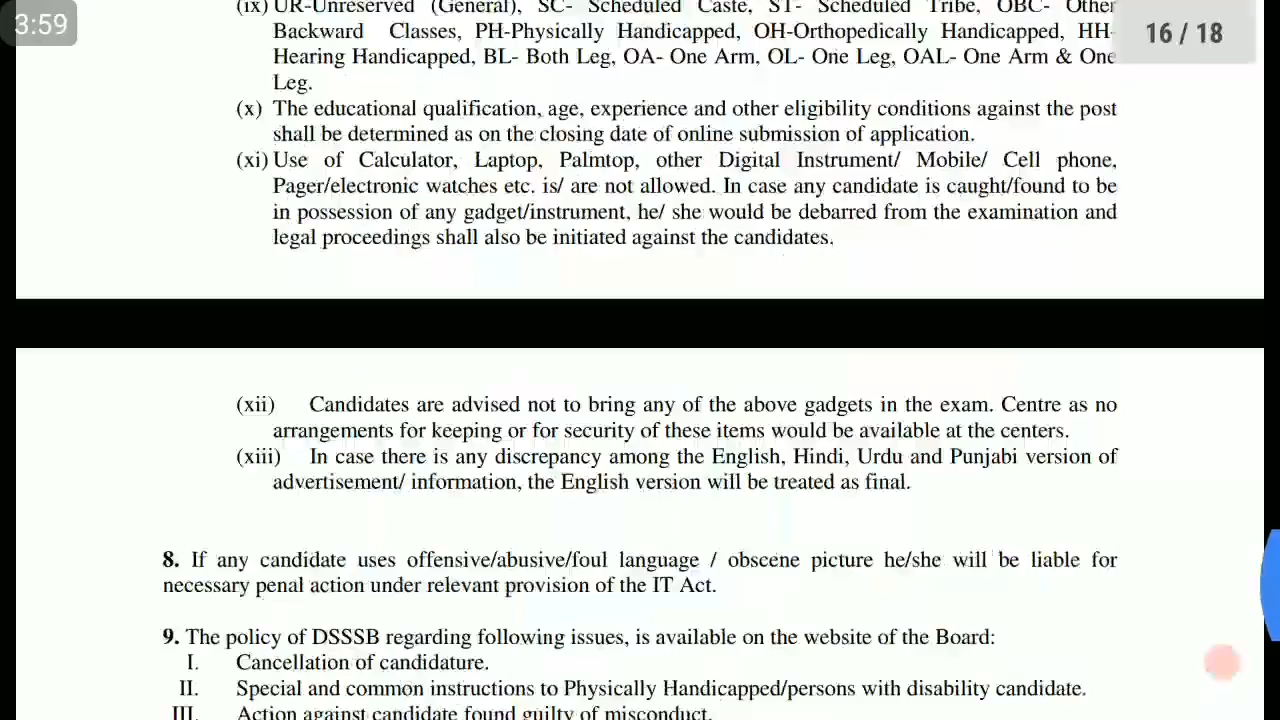 3:59
16 / 18
(ix) UR-Unreserved (General), SC- Scheduled Caste, ST- Scheduled Tribe, OBC- Other
Backward Classes, PH-Physically Handicapped, OH-Orthopedically Handicapped, HH-
Hearing Handicapped, BL- Both Leg, OA- One Arm, OL- One Leg, OAL- One Arm & One
Leg.
(x) The educational qualification, age, experience and other eligibility conditions against the post
shall be determined as on the closing date of online submission of application.
(xi) Use of Calculator, Laptop, Palmtop, other Digital Instrument/ Mobile/ Cell phone,
Pager/electronic watches etc. is/ are not allowed. In case any candidate is caught/found to be
in possession of any gadget/instrument, he/ she would be debarred from the examination and
legal proceedings shall also be initiated against the candidates.
(xii) Candidates are advised not to bring any of the above gadgets in the exam. Centre as no
arrangements for keeping or for security of these items would be available at the centers.
(xiii) In case there is any discrepancy among the English, Hindi, Urdu and Punjabi version of
advertisement/ information, the English version will be treated as final.
8. If any candidate uses offensive/abusive/foul language / obscene picture he/she will be liable for
necessary penal action under relevant provision of the IT Act.
9. The policy of DSSSB regarding following issues, is available on the website of the Board:
I. Cancellation of candidature.
II. Special and common instructions to Physically Handicapped/persons with disability candidate.
III. Action against candidate found guilty of misconduct.